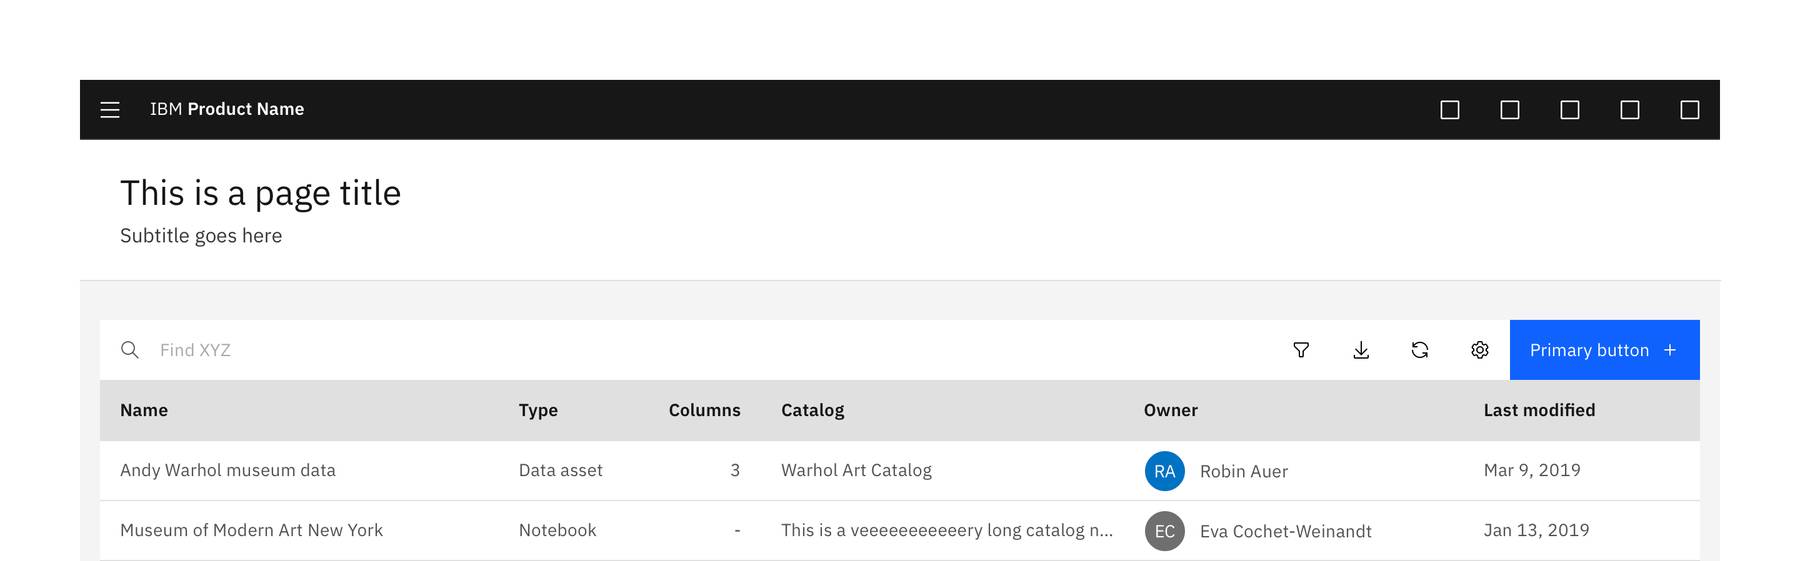 IBM Product Name
This is a page title
Subtitle goes here
Find XYZ
Primary button +
Name Type Columns Catalog Owner Last modified
Andy Warhol museum data Data asset 3 Warhol Art Catalog RA Robin Auer Mar 9, 2019
Museum of Modern Art New York Notebook - This is a veeeeeeeeeeery long catalog n... EC Eva Cochet-Weinandt Jan 13, 2019